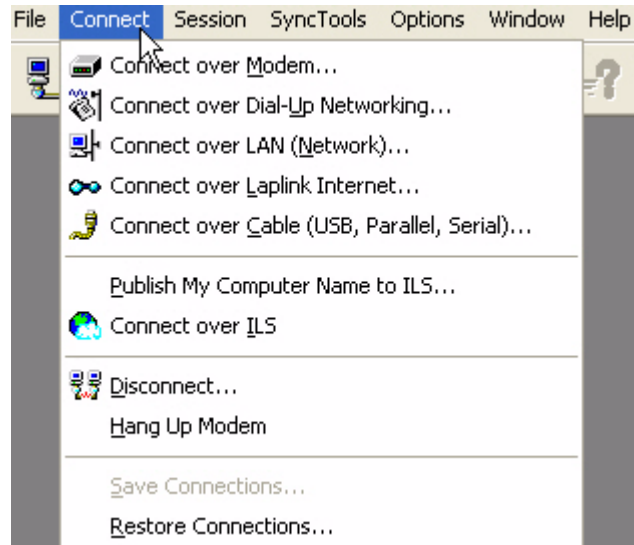 File Connect Session SyncTools Options Window Help
Connect over Modem...
Connect over Dial-Up Networking...
Connect over LAN (Network)...
Connect over Laplink Internet...
Connect over Cable (USB, Parallel, Serial)...
Publish My Computer Name to ILS...
Connect over ILS
Disconnect...
Hang Up Modem
Save Connections...
Restore Connections...